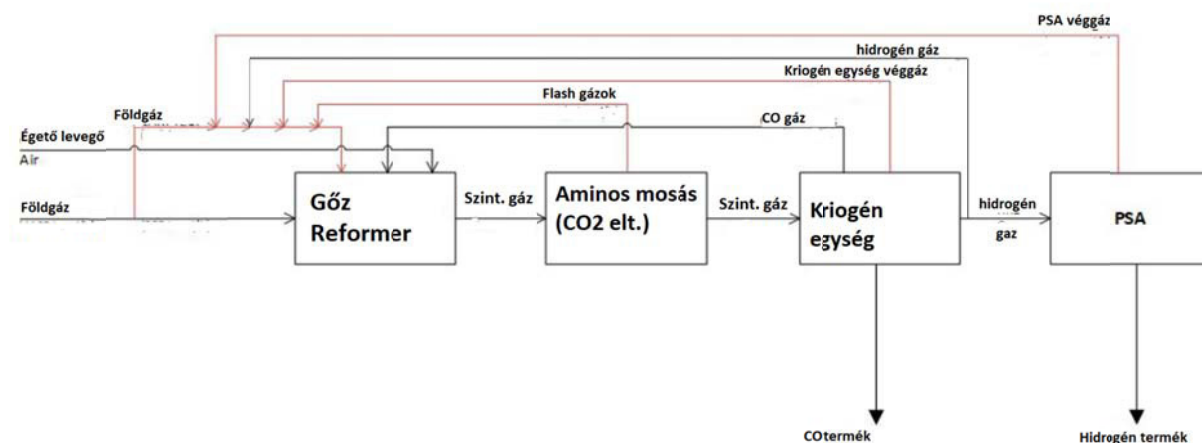 PSA véggáz
hidrogén gáz
Kriogén egység véggáz
Flash gázok
Földgáz
CO gáz
Égető levegő
Air
Földgáz
Gőz
Reformer
Szint. gáz
Aminos mosás
(CO2 elt.)
Szint. gáz
Kriogén
egység
hidrogén
gaz
PSA
COtermék
Hidrogén termék